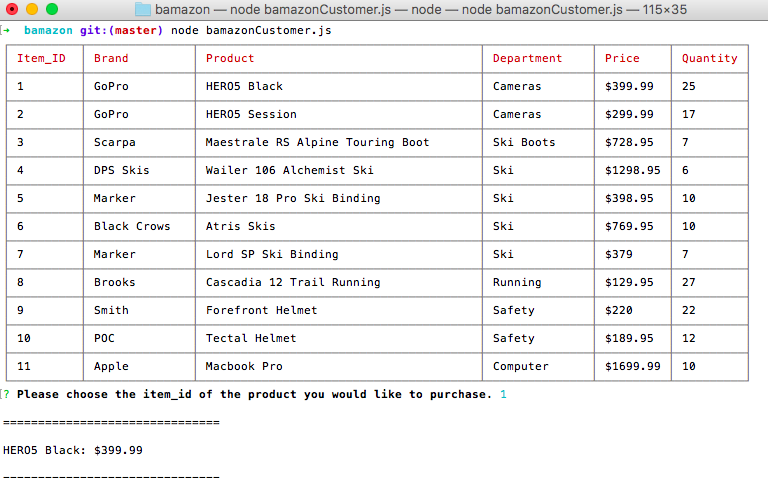 bamazon — node bamazonCustomer.js — node — node bamazonCustomer.js — 115×35
➜ bamazon git:(master) node bamazonCustomer.js
Item_ID Brand Product Department Price Quantity
1 GoPro HERO5 Black Cameras $399.99 25
2 GoPro HERO5 Session Cameras $299.99 17
3 Scarpa Maestrale RS Alpine Touring Boot Ski Boots $728.95 7
4 DPS Skis Wailer 106 Alchemist Ski Ski $1298.95 6
5 Marker Jester 18 Pro Ski Binding Ski $398.95 10
6 Black Crows Atris Skis Ski $769.95 10
7 Marker Lord SP Ski Binding Ski $379 7
8 Brooks Cascadia 12 Trail Running Running $129.95 27
9 Smith Forefront Helmet Safety $220 22
10 POC Tectal Helmet Safety $189.95 12
11 Apple Macbook Pro Computer $1699.99 10
? Please choose the item_id of the product you would like to purchase. 1
===============================
HERO5 Black: $399.99
===============================